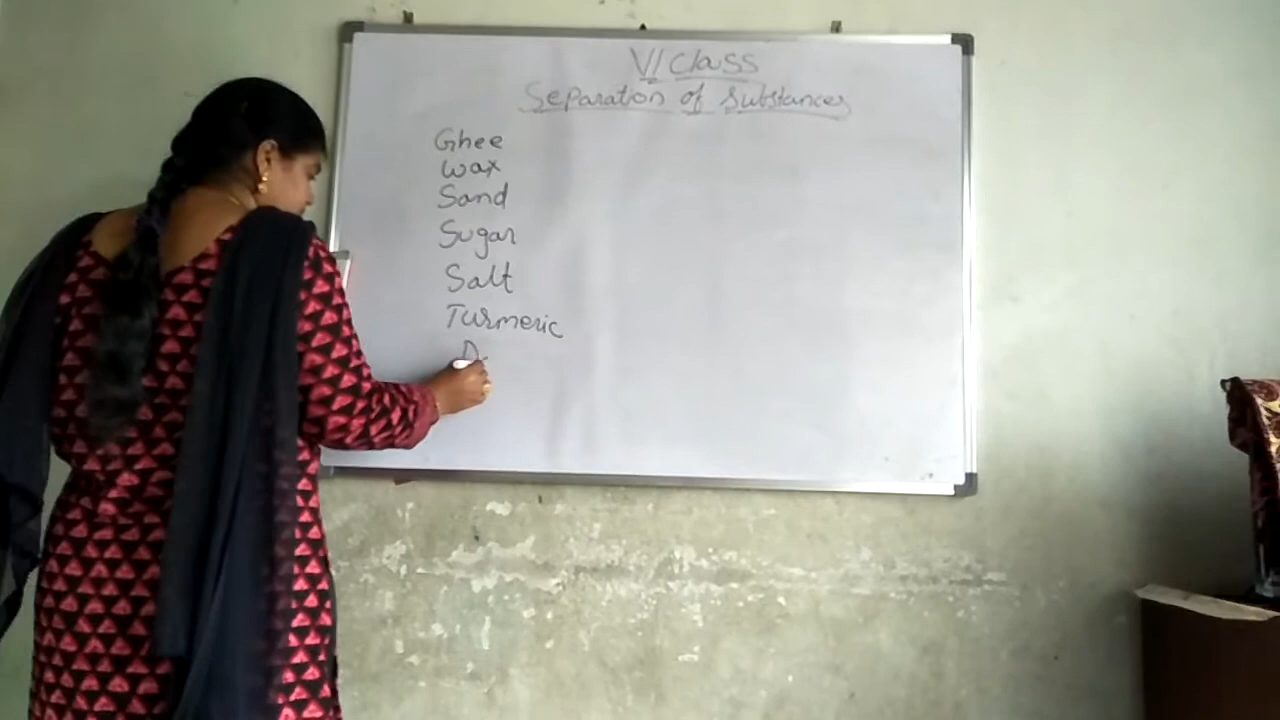 VI Class
Separation of Substances
Ghee
Wax
Sand
Sugar
Salt
Turmeric